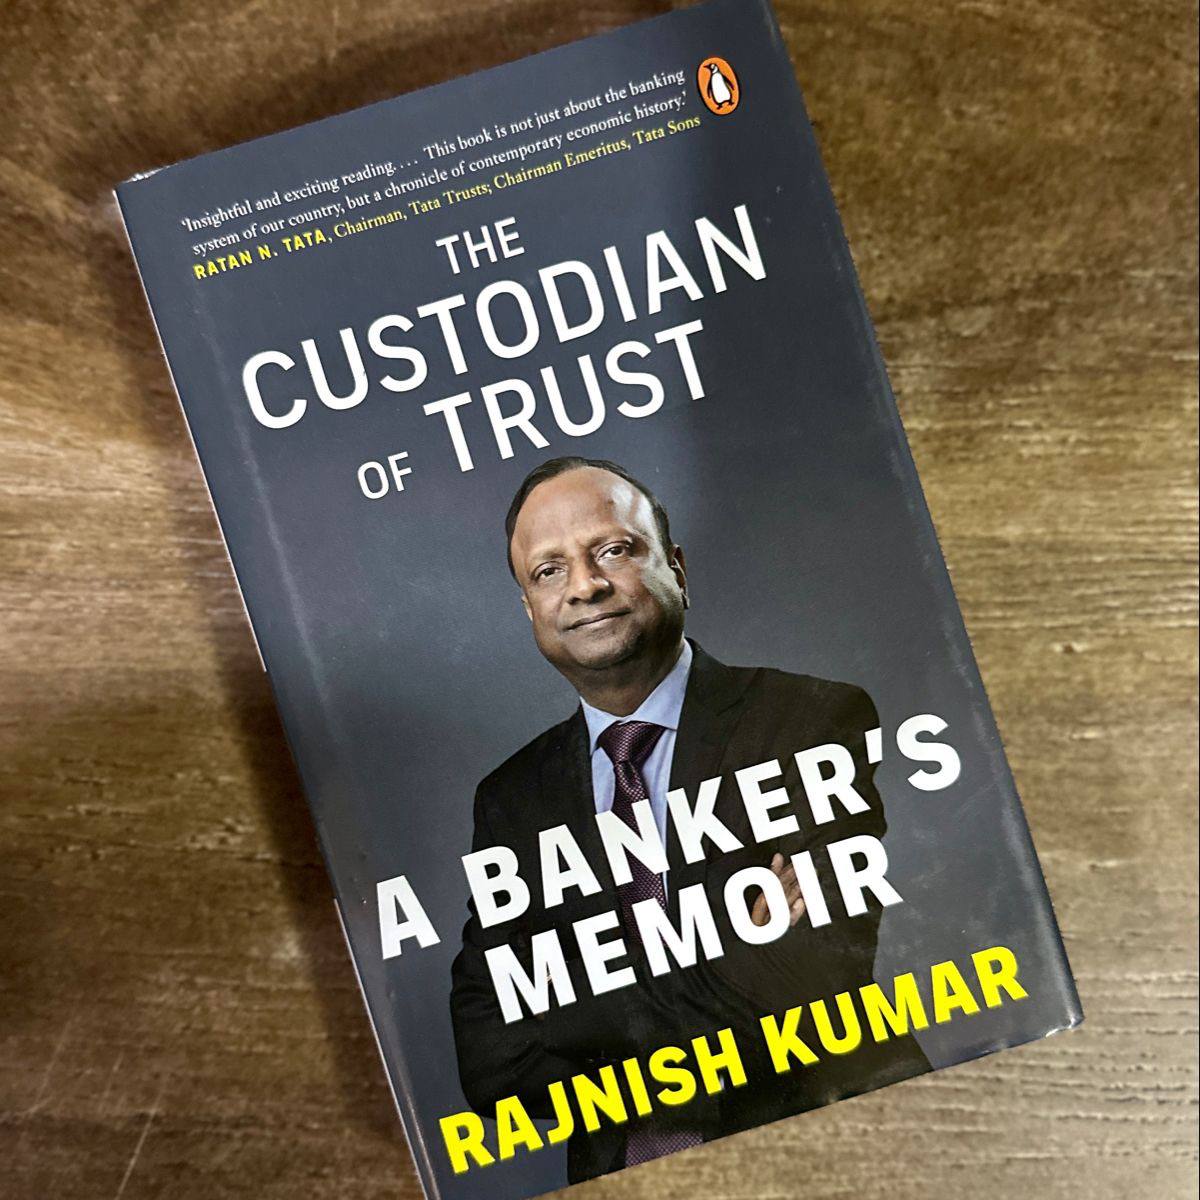 ‘Insightful and exciting reading. . . . This book is not just about the banking
system of our country, but a chronicle of contemporary economic history.’
RATAN N. TATA, Chairman, Tata Trusts; Chairman Emeritus, Tata Sons
THE
CUSTODIAN
OF TRUST
A BANKER’S
MEMOIR
RAJNISH KUMAR